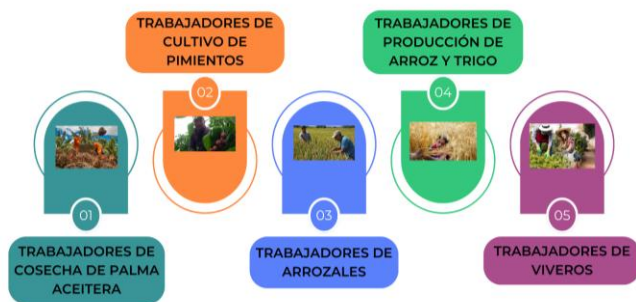 01
TRABAJADORES DE
COSECHA DE PALMA
ACEITERA
TRABAJADORES DE
CULTIVO DE
PIMIENTOS
02
03
TRABAJADORES DE
ARROZALES
TRABAJADORES DE
PRODUCCIÓN DE
ARROZ Y TRIGO
04
05
TRABAJADORES DE
VIVEROS